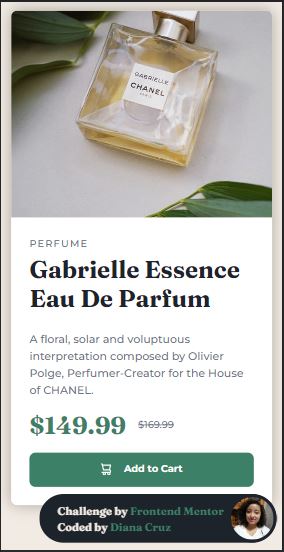 GABRIELLE
CHANEL
PARIS
PERFUME
Gabrielle Essence
Eau De Parfum
A floral, solar and voluptuous
interpretation composed by Olivier
Polge, Perfumer-Creator for the House
of CHANEL.
$149.99 $169.99
Add to Cart
Challenge by Frontend Mentor
Coded by Diana Cruz